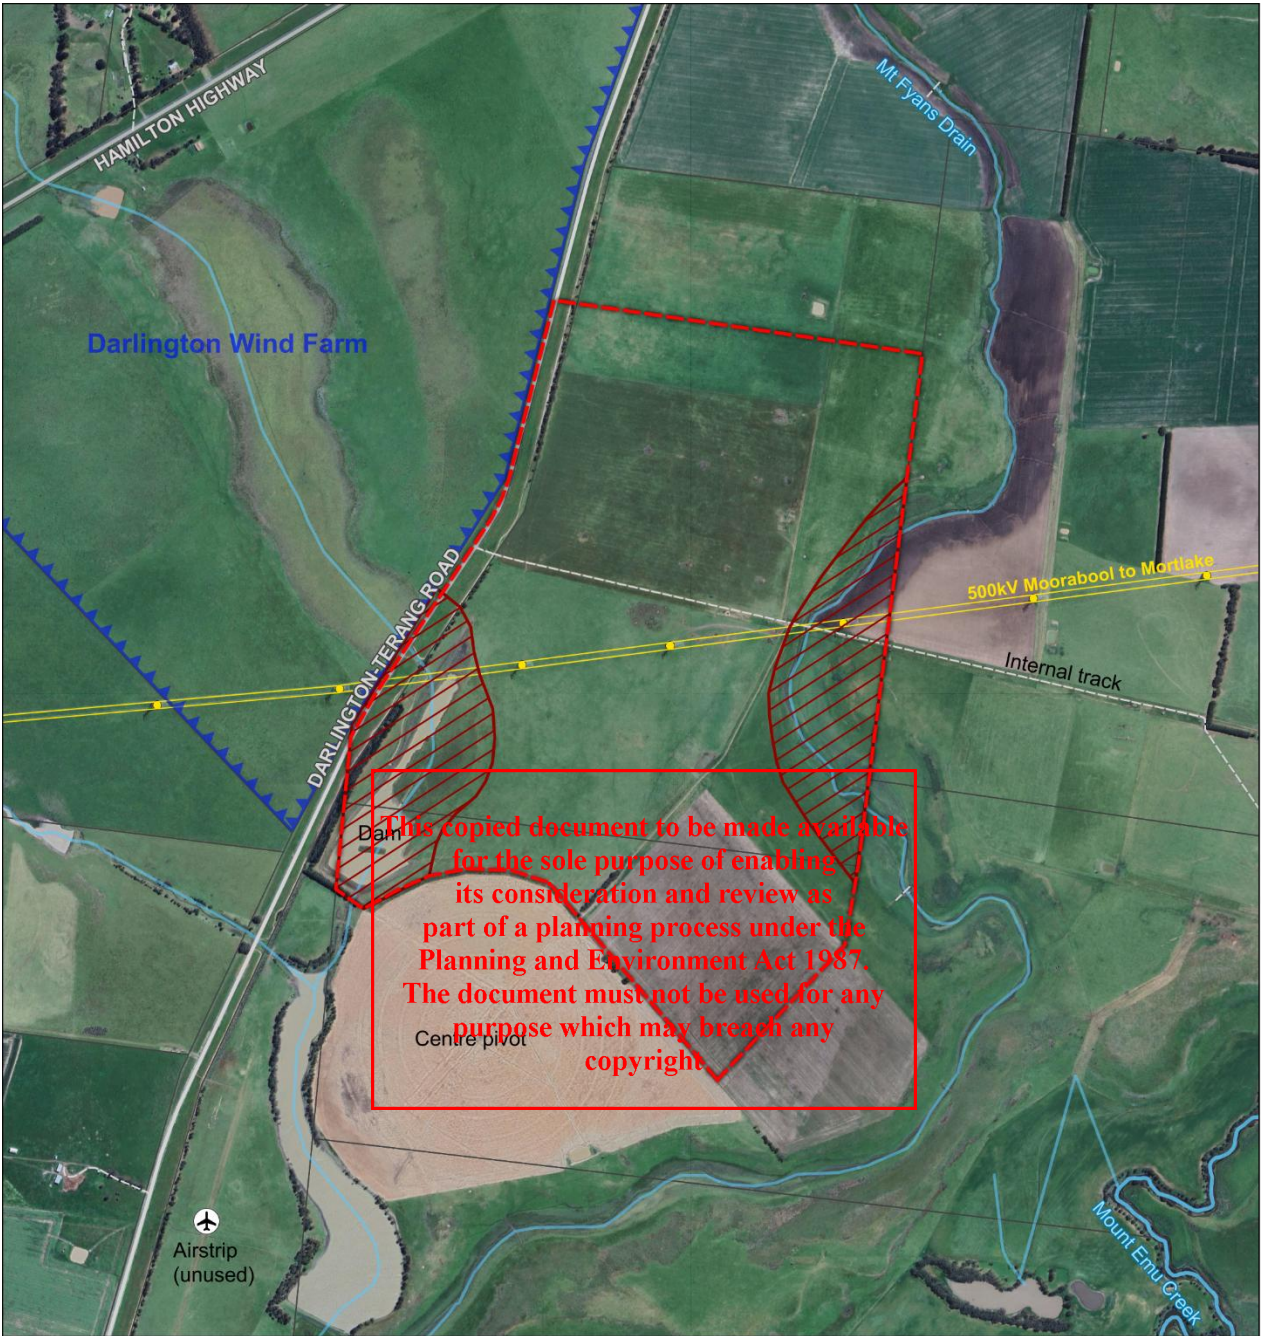 HAMILTON HIGHWAY
Mt Fyans Drain
Darlington Wind Farm
DARLINGTON-TERANG ROAD
500kV Moorabool to Mortlake
Internal track
Dam
This copied document to be made available
for the sole purpose of enabling
its consideration and review as
part of a planning process under the
Planning and Environment Act 1987.
The document must not be used for any
purpose which may breach any
copyright
Centre pivot
Airstrip
(unused)
Mount Emu Creek